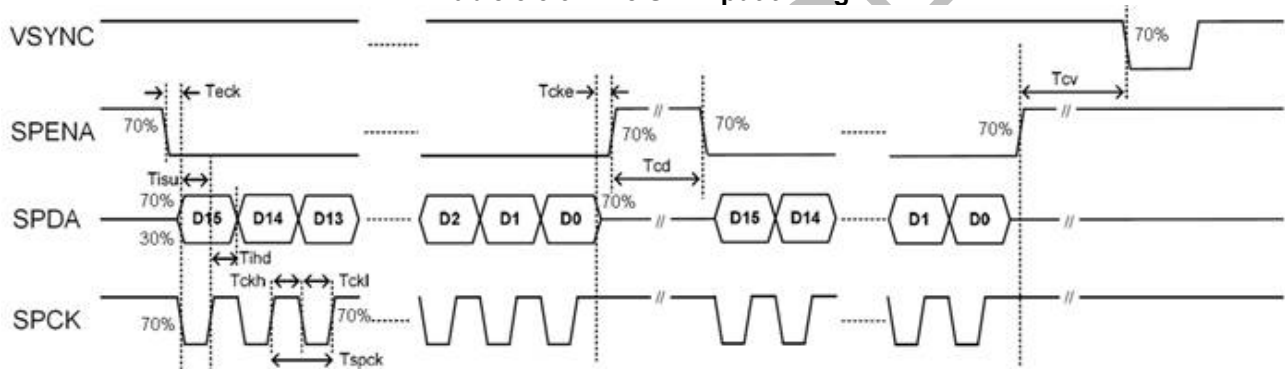 VSYNC
70%
Teck
Tcke
Tcv
SPENA
70%
70%
70%
70%
Tcd
Tisu
70%
70%
SPDA
D15 D14 D13 D2 D1 D0 D15 D14 D1 D0
30%
Tihd
Tckh Tckl
SPCK
70%
70%
Tspck